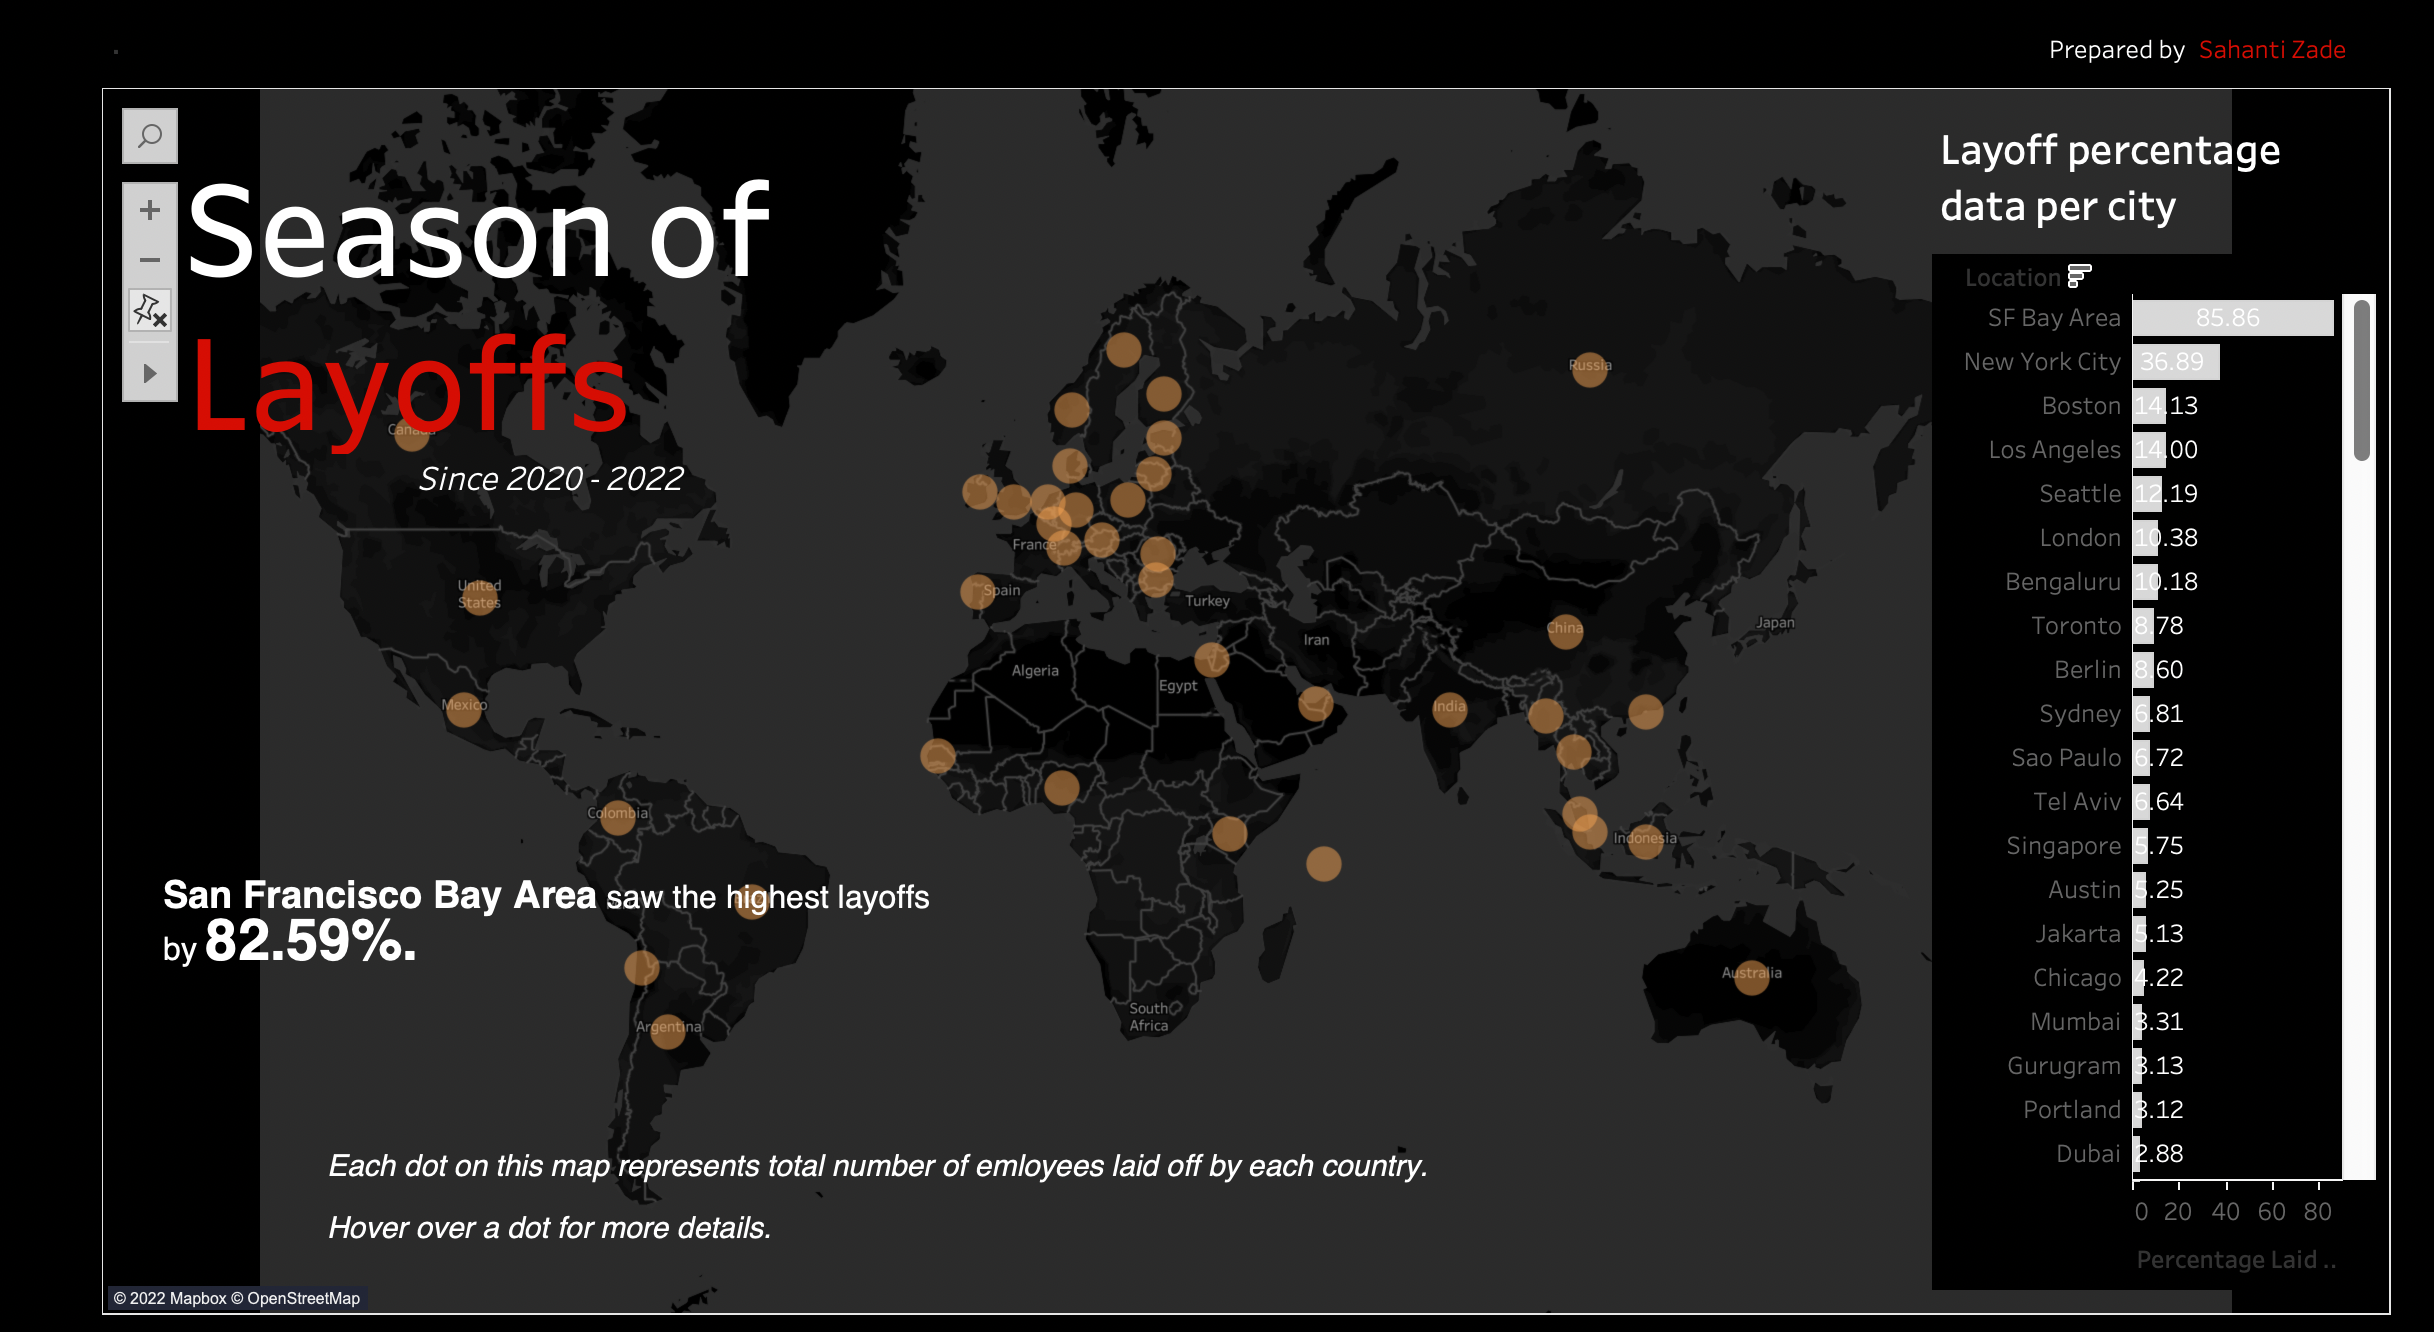 Prepared by Sahanti Zade
Season of
Layoffs
Since 2020 - 2022
Layoff percentage
data per city
Location
SF Bay Area 85.86
New York City 36.89
Boston 14.13
Los Angeles 14.00
Seattle 12.19
London 10.38
Bengaluru 10.18
Toronto 8.78
Berlin 8.60
Sydney 6.81
Sao Paulo 6.72
Tel Aviv 6.64
Singapore 5.75
Austin 5.25
Jakarta 5.13
Chicago 4.22
Mumbai 3.31
Gurugram 3.13
Portland 3.12
Dubai 2.88
0 20 40 60 80
Percentage Laid ..
Canada
Russia
United
States
France
Spain
Turkey
Iran
China
Japan
Algeria
Egypt
Mexico
India
Colombia
Indonesia
Australia
South
Africa
Argentina
San Francisco Bay Area saw the highest layoffs
by 82.59%.
Each dot on this map represents total number of emloyees laid off by each country.
Hover over a dot for more details.
© 2022 Mapbox © OpenStreetMap